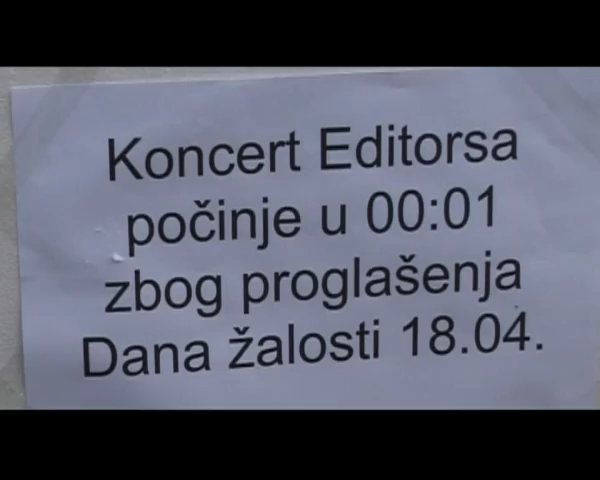 Koncert Editorsa
počinje u 00:01
zbog proglašenja
Dana žalosti 18.04.